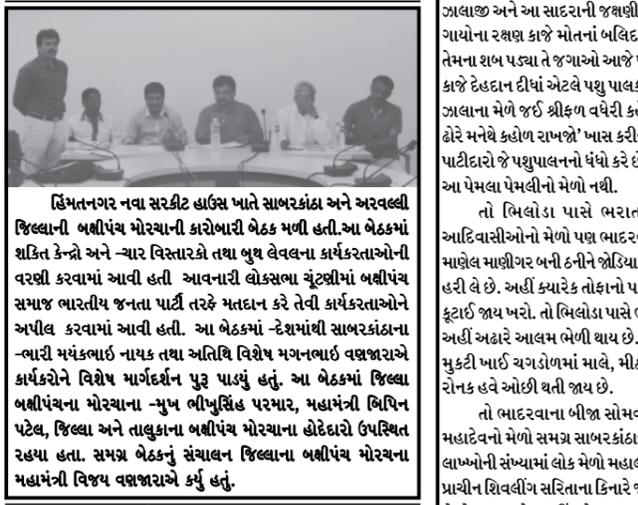 હિંમતનગર નવા સરકીટ હાઉસ ખાતે સાબરકાંઠા અને અરવલ્લી
જિલ્લાની બક્ષીપંચ મોરચાની કારોબારી બેઠક મળી હતી.આ બેઠકમાં
શકિત કેન્દ્રો અને -ચાર વિસ્તારકો તથા બુથ લેવલના કાર્યકરતાઓની
વરણી કરવામાં આવી હતી આવનારી લોકસભા ચૂંટણીમાં બક્ષીપંચ
સમાજ ભારતીય જનતા પાર્ટી તરફે મતદાન કરે તેવી કાર્યકરતાઓને
અપીલ કરવામાં આવી હતી. આ બેઠકમાં -દેશમાંથી સાબરકાંઠાના
-ભારી મયંકભાઇ નાયક તથા અતિથિ વિશેષ મગનભાઇ વણજારાએ
કાર્યકરોને વિશેષ માર્ગદર્શન પુરૂ પાડયું હતું. આ બેઠકમાં જિલ્લા
બક્ષીપંચના મોરચાના -મુખ ભીખુસિંહ પરમાર, મહામંત્રી બિપિન
પટેલ, જિલ્લા અને તાલુકાના બક્ષીપંચ મોરચાના હોદેદારો ઉપસ્થિત
રહયા હતા. સમગ્ર બેઠકનું સંચાલન જિલ્લાના બક્ષીપંચ મોરચના
મહામંત્રી વિજય વણજારાએ કર્યુ હતું.
ઝાલાજી અને આ સાદરાની જક્ષણી
ગાયોના રક્ષણ કાજે મોતનાં બલિદ
તેમના શબ પડ્યા તે જગાઓ આજે
કાજે દેહદાન દીધાં એટલે પશુ પાલ
ઝાલાના મેળે જઈ શ્રીફળ વધેરી
ઢોરે મનેથે કહોળ રાખજો' ખાસ કરી
પાટીદારો જે પશુપાલનનો ધંધો કરે
આ પેમલા પેમલીનો મેળો નથી.
તો ભિલોડા પાસે ભરાત
આદિવાસીઓનો મેળો પણ ભાદર
માણેલ માણીગર બની ઠનીને જોડિયા
હરી લે છે. અહીં ક્યારેક તોફાનો પ
કૂટાઈ જાય ખરો. તો ભિલોડા પાસે
અહીં અઢારે આલમ ભેળી થાય છે.
મુકટી ખાઈ ચગડોળમાં માલે, મીઠ
રોનક હવે ઓછી થતી જાય છે.
તો ભાદરવાના બીજા સોમવ
મહાદેવનો મેળો સમગ્ર સાબરકાંઠા
લાખ્ખોની સંખ્યામાં લોક મેળો મહાલ
પ્રાચીન શિવલીંગ સરિતાના કિનારે